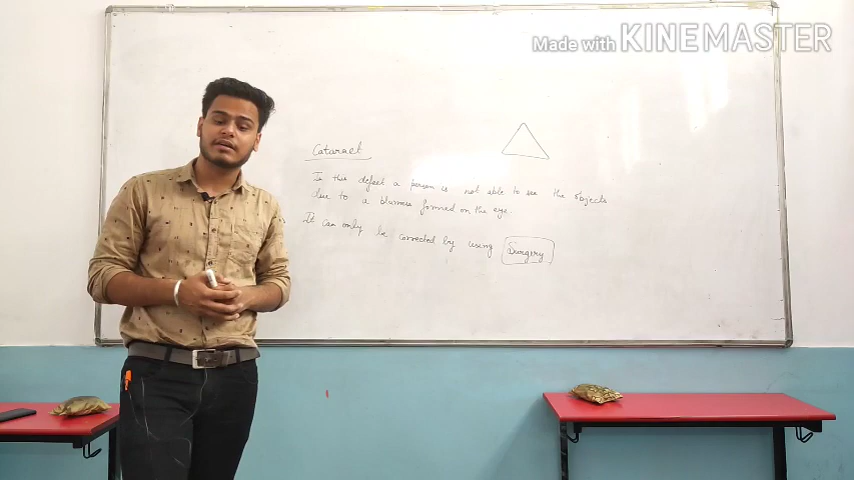 Made with KINEMASTER
Cataract
In this defect a person is not able to see the objects
due to a blurrness formed on the eye.
It can only be corrected by using Surgery